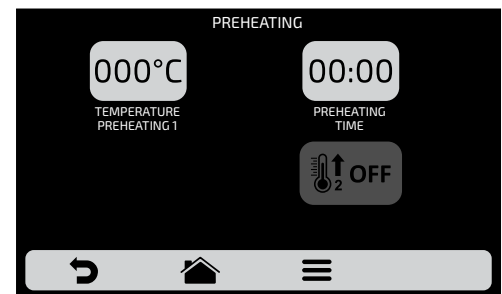 PREHEATING
000°C
00:00
TEMPERATURE
PREHEATING 1
PREHEATING
TIME
2 OFF